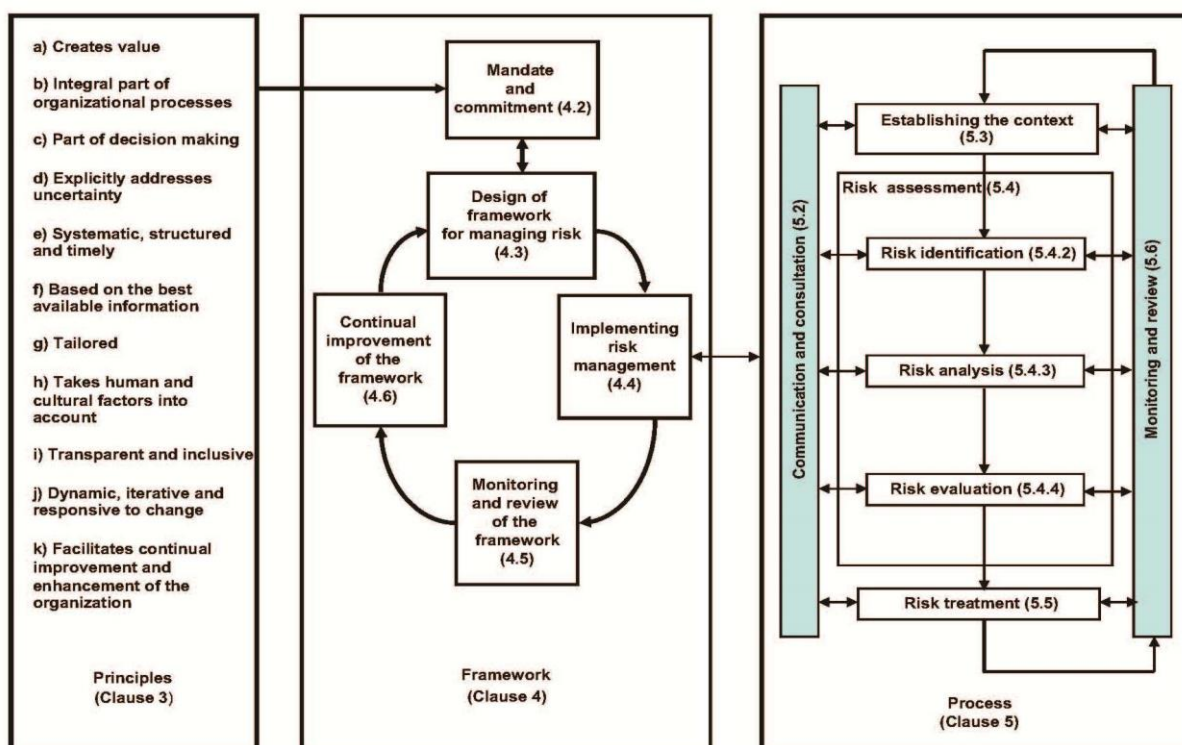 a) Creates value
b) Integral part of
organizational processes
c) Part of decision making
d) Explicitly addresses
uncertainty
e) Systematic, structured
and timely
f) Based on the best
available information
g) Tailored
h) Takes human and
cultural factors into
account
i) Transparent and inclusive
j) Dynamic, iterative and
responsive to change
k) Facilitates continual
improvement and
enhancement of the
organization
Principles
(Clause 3)
Mandate
and
commitment (4.2)
Design of
framework
for managing risk
(4.3)
Continual
improvement
of the
framework
(4.6)
Implementing
risk
management
(4.4)
Monitoring
and review
of the
framework
(4.5)
Framework
(Clause 4)
Communication and consultation (5.2)
Establishing the context
(5.3)
Risk assessment (5.4)
Risk identification (5.4.2)
Risk analysis (5.4.3)
Risk evaluation (5.4.4)
Risk treatment (5.5)
Monitoring and review (5.6)
Process
(Clause 5)